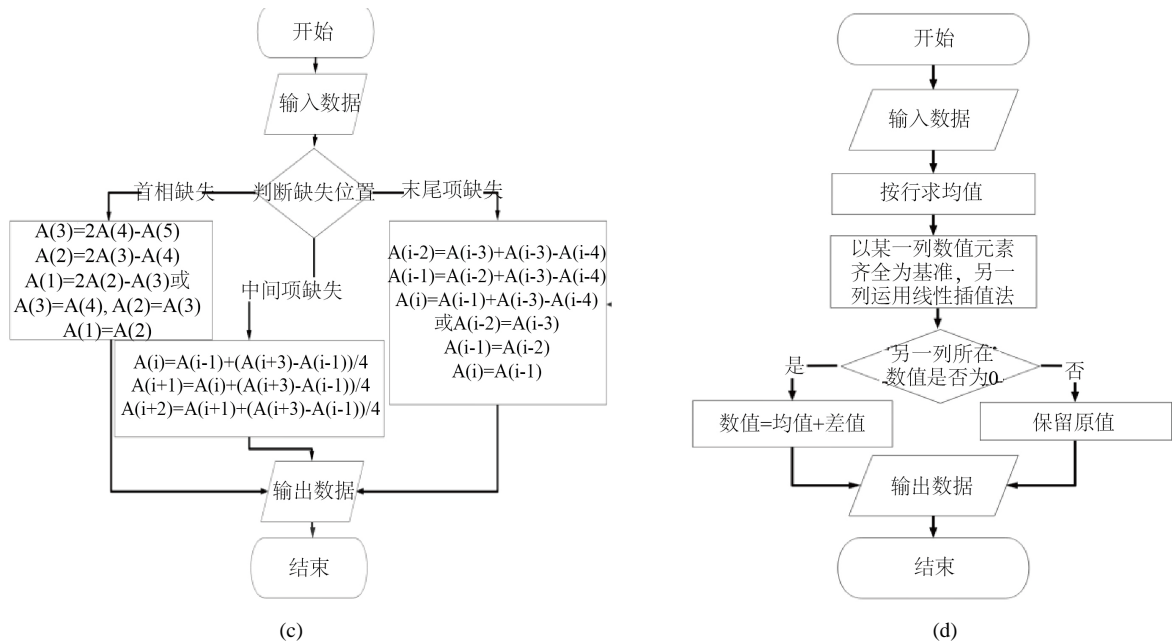 开始
输入数据
判断缺失位置
首相缺失
末尾项缺失
中间项缺失
A(3)=2A(4)-A(5)
A(2)=2A(3)-A(4)
A(1)=2A(2)-A(3)或
A(3)=A(4), A(2)=A(3)
A(1)=A(2)
A(i)=A(i-1)+(A(i+3)-A(i-1))/4
A(i+1)=A(i)+(A(i+3)-A(i-1))/4
A(i+2)=A(i+1)+(A(i+3)-A(i-1))/4
A(i-2)=A(i-3)+A(i-3)-A(i-4)
A(i-1)=A(i-2)+A(i-3)-A(i-4)
A(i)=A(i-1)+A(i-3)-A(i-4)
或A(i-2)=A(i-3)
A(i-1)=A(i-2)
A(i)=A(i-1)
输出数据
结束
(c)
开始
输入数据
按行求均值
以某一列数值元素
齐全为基准，另一
列运用线性插值法
另一列所在
数值是否为0
是
否
数值=均值+差值
保留原值
输出数据
结束
(d)